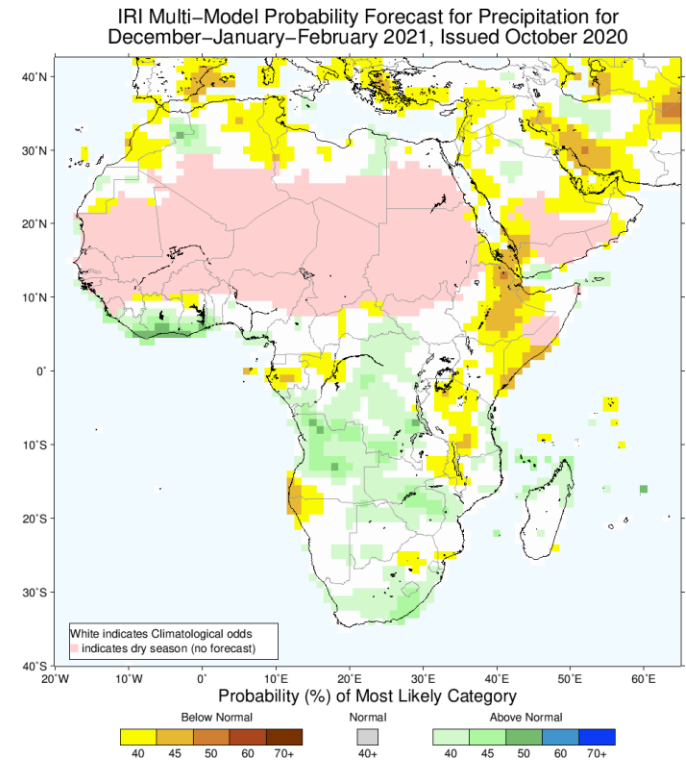 IRI Multi−Model Probability Forecast for Precipitation for
December−January−February 2021, Issued October 2020
40˚N
30˚N
20˚N
10˚N
0˚
10˚S
20˚S
30˚S
40˚S
White indicates Climatological odds
indicates dry season (no forecast)
20˚W 10˚W 0˚ 10˚E 20˚E 30˚E 40˚E 50˚E 60˚E
Probability (%) of Most Likely Category
Below Normal Normal Above Normal
40 45 50 60 70+ 40+ 40 45 50 60 70+